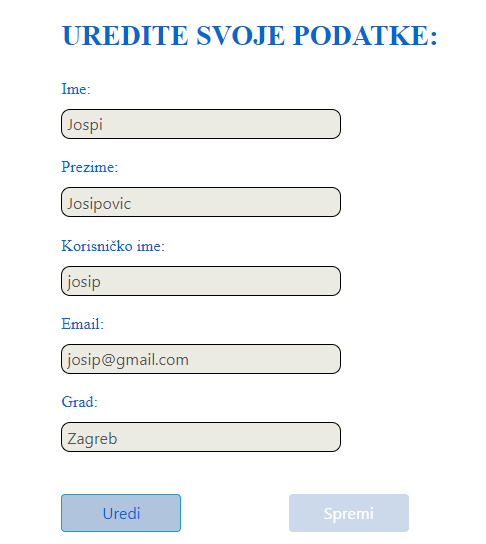 UREDITE SVOJE PODATKE:
Ime:
Jospi
Prezime:
Josipovic
Korisničko ime:
josip
Email:
josip@gmail.com
Grad:
Zagreb
Uredi Spremi